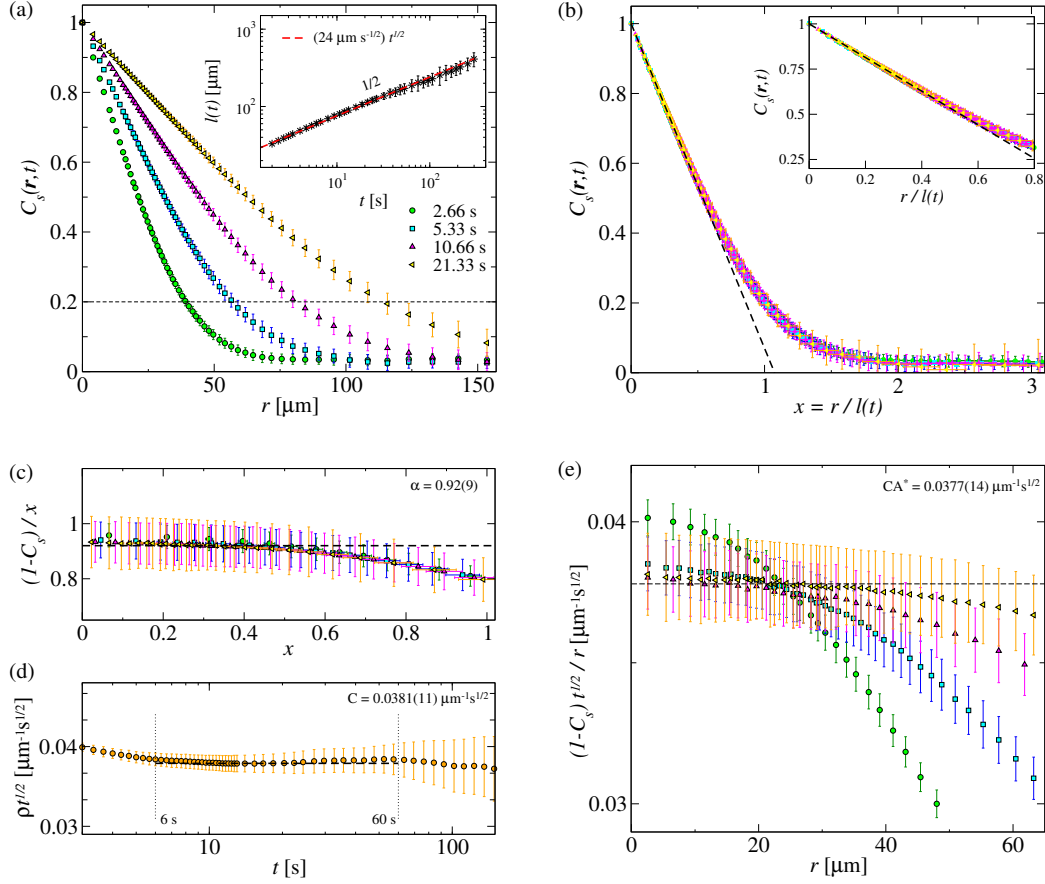 (a)
1
0.8
0.6
0.4
0.2
0
C_s(r,t)
0 50 100 150
r [μm]
10^3
10^2
l(t) [μm]
(24 μm s^-1/2) t^1/2
1/2
10^1 10^2
t [s]
2.66 s
5.33 s
10.66 s
21.33 s
(b)
1
0.8
0.6
0.4
0.2
0
C_s(r,t)
0 1 2 3
x = r / l(t)
1
0.75
0.5
0.25
C_s(r,t)
0 0.2 0.4 0.6 0.8
r / l(t)
(c)
α = 0.92(9)
1
0.8
(1-C_s) / x
0 0.2 0.4 0.6 0.8 1
x
(d)
C = 0.0381(11) μm^-1s^1/2
0.04
0.03
ρt^1/2 [μm^-1s^1/2]
6 s 60 s
10 100
t [s]
(e)
CA* = 0.0377(14) μm^-1s^1/2
0.04
0.03
(1-C_s) t^1/2 / r [μm^-1s^1/2]
0 20 40 60
r [μm]